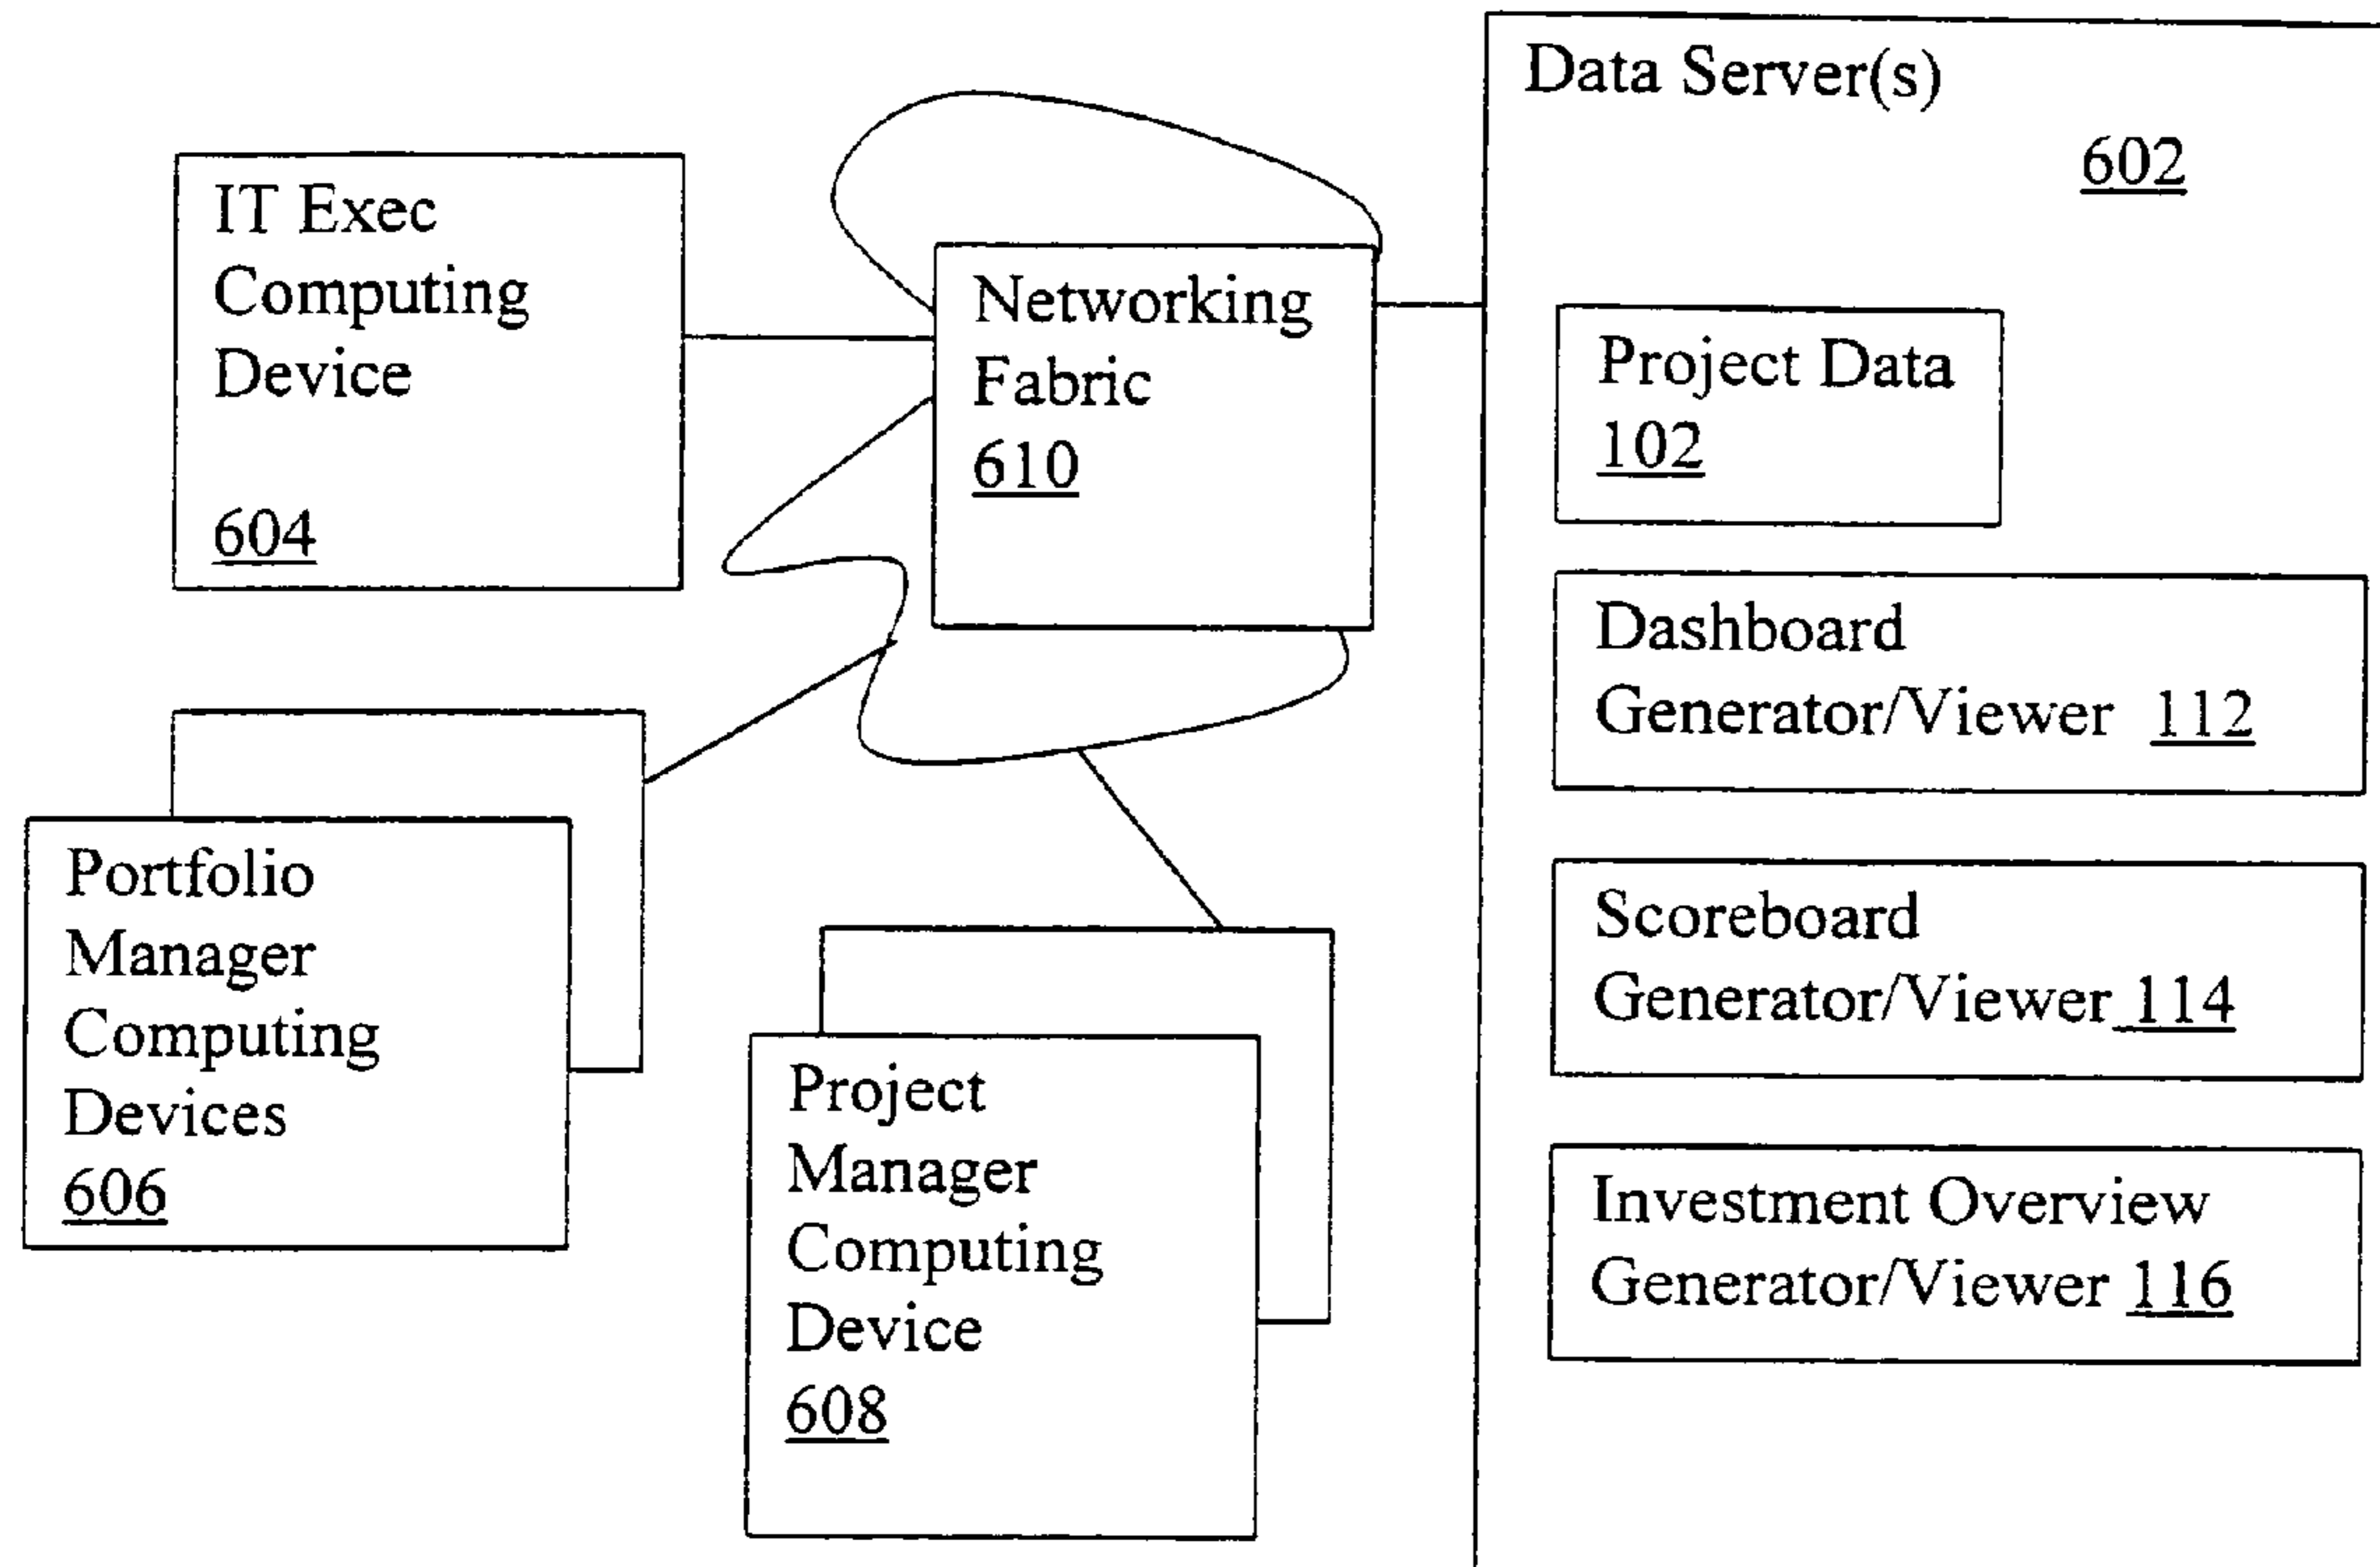 IT Exec
Computing
Device
604
Networking
Fabric
610
Data Server(s)
602
Project Data
102
Dashboard
Generator/Viewer 112
Scoreboard
Generator/Viewer 114
Investment Overview
Generator/Viewer 116
Portfolio
Manager
Computing
Devices
606
Project
Manager
Computing
Device
608